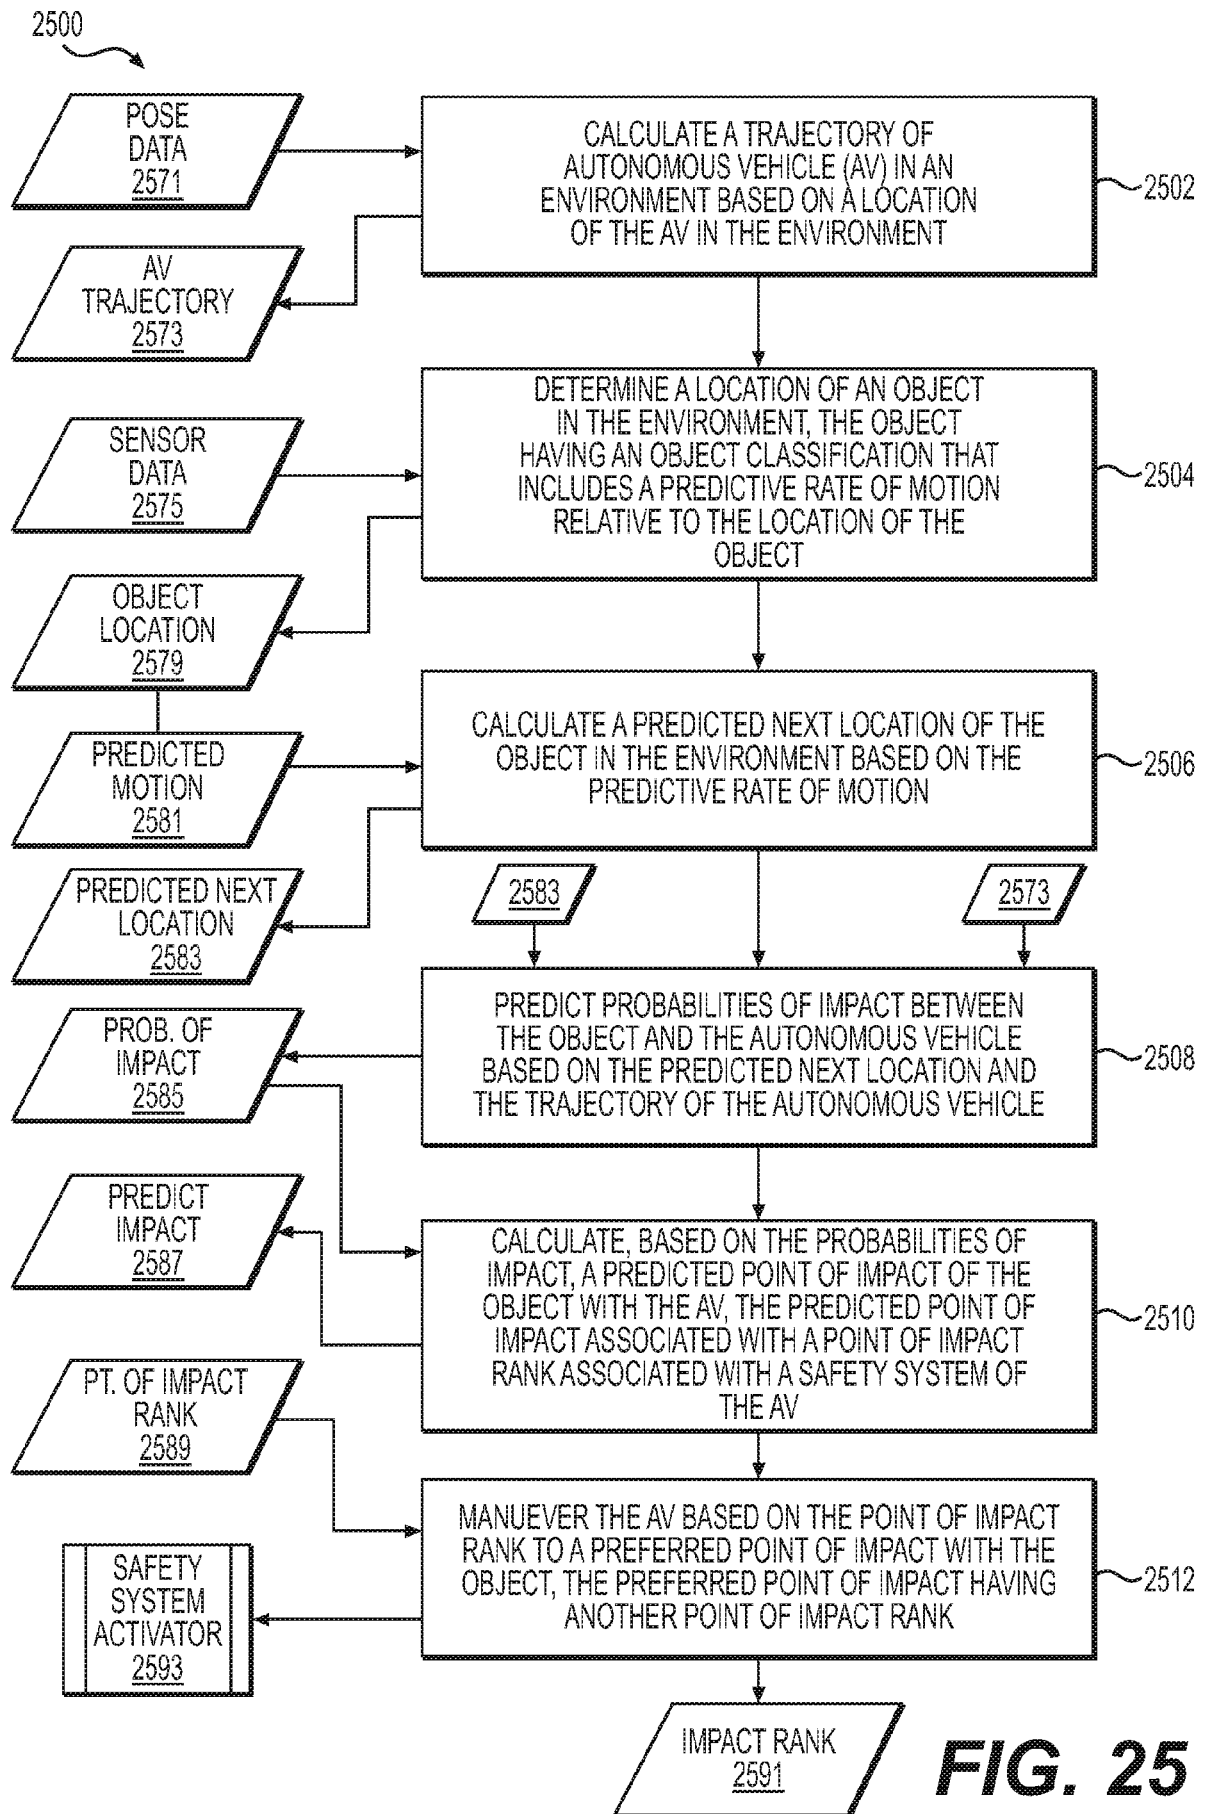 2500
POSE
DATA
2571
CALCULATE A TRAJECTORY OF
AUTONOMOUS VEHICLE (AV) IN AN
ENVIRONMENT BASED ON A LOCATION
OF THE AV IN THE ENVIRONMENT
2502
AV
TRAJECTORY
2573
DETERMINE A LOCATION OF AN OBJECT
IN THE ENVIRONMENT, THE OBJECT
HAVING AN OBJECT CLASSIFICATION THAT
INCLUDES A PREDICTIVE RATE OF MOTION
RELATIVE TO THE LOCATION OF THE
OBJECT
2504
SENSOR
DATA
2575
OBJECT
LOCATION
2579
CALCULATE A PREDICTED NEXT LOCATION OF THE
OBJECT IN THE ENVIRONMENT BASED ON THE
PREDICTIVE RATE OF MOTION
2506
PREDICTED
MOTION
2581
PREDICTED NEXT
LOCATION
2583
2583
2573
PREDICT PROBABILITIES OF IMPACT BETWEEN
THE OBJECT AND THE AUTONOMOUS VEHICLE
BASED ON THE PREDICTED NEXT LOCATION AND
THE TRAJECTORY OF THE AUTONOMOUS VEHICLE
2508
PROB. OF
IMPACT
2585
PREDICT
IMPACT
2587
CALCULATE, BASED ON THE PROBABILITIES OF
IMPACT, A PREDICTED POINT OF IMPACT OF THE
OBJECT WITH THE AV, THE PREDICTED POINT OF
IMPACT ASSOCIATED WITH A POINT OF IMPACT
RANK ASSOCIATED WITH A SAFETY SYSTEM OF
THE AV
2510
PT. OF IMPACT
RANK
2589
MANUEVER THE AV BASED ON THE POINT OF IMPACT
RANK TO A PREFERRED POINT OF IMPACT WITH THE
OBJECT, THE PREFERRED POINT OF IMPACT HAVING
ANOTHER POINT OF IMPACT RANK
2512
SAFETY
SYSTEM
ACTIVATOR
2593
IMPACT RANK
2591
FIG. 25